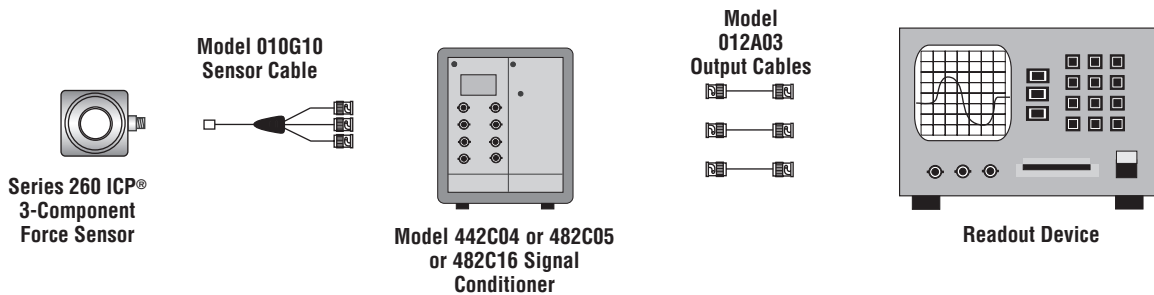 Model 010G10
Sensor Cable
Model
012A03
Output Cables
Series 260 ICP®
3-Component
Force Sensor
Model 442C04 or 482C05
or 482C16 Signal
Conditioner
Readout Device